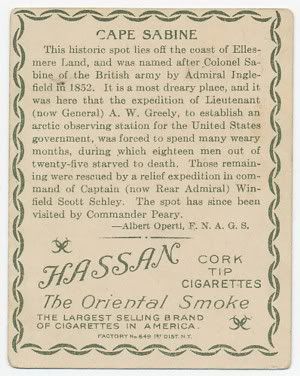 CAPE SABINE
This historic spot lies off the coast of Elles-
mere Land, and was named after Colonel Sa-
bine of the British army by Admiral Ingle-
field in 1852. It is a most dreary place, and it
was here that the expedition of Lieutenant
(now General) A. W. Greely, to establish an
arctic observing station for the United States
government, was forced to spend many weary
months, during which eighteen men out of
twenty-five starved to death. Those remain-
ing were rescued by a relief expedition in com-
mand of Captain (now Rear Admiral) Win-
field Scott Schley. The spot has since been
visited by Commander Peary.
—Albert Operti, F. N. A. G. S.
HASSAN
CORK
TIP
CIGARETTES
The Oriental Smoke
THE LARGEST SELLING BRAND
OF CIGARETTES IN AMERICA.
FACTORY No. 649 1st DIST. N.Y.